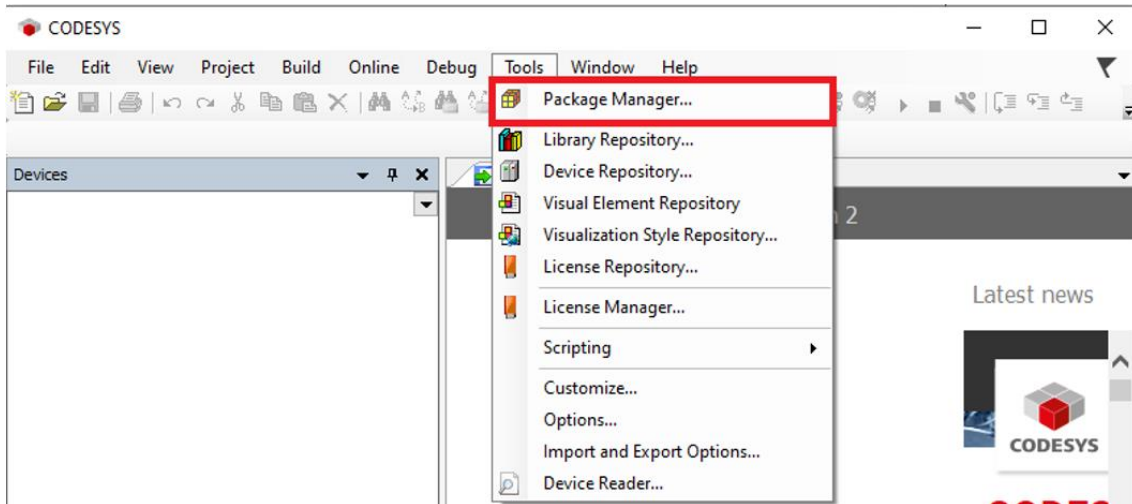 CODESYS
File Edit View Project Build Online Debug Tools Window Help
Package Manager...
Library Repository...
Devices
Device Repository...
Visual Element Repository
2
Visualization Style Repository...
License Repository...
Latest news
License Manager...
Scripting
Customize...
Options...
CODESYS
Import and Export Options...
Device Reader...